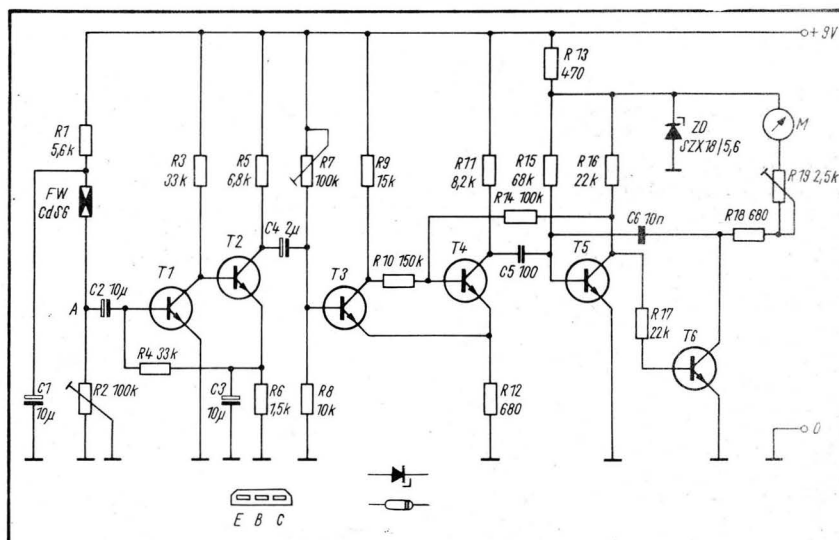 + 9V
R 13
470
R1
5,6k
R3
33k
R5
6,8k
R7
100k
R9
15k
R11
8,2k
R15
68k
R16
22k
ZD
SZX18/5,6
M
R19 2,5k
FW
CdS6
R14 100k
C6 10n
R18 680
C4 2µ
T2
T1
T3
R10 150k
T4
C5 100
T5
A
C2 10µ
R17
22k
T6
R4 33k
C1
10µ
R2 100k
C3
10µ
R6
1,5k
R8
10k
R12
680
0
E B C